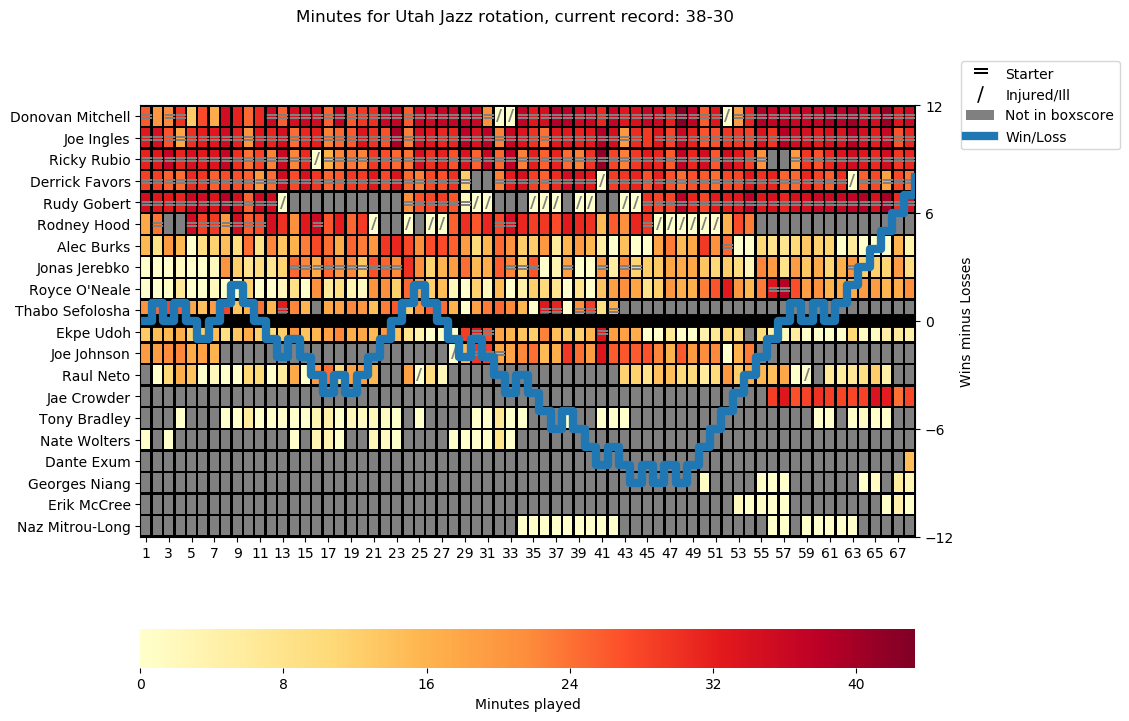 Minutes for Utah Jazz rotation, current record: 38-30
= Starter
/ Injured/Ill
Not in boxscore
Win/Loss
Donovan Mitchell
Joe Ingles
Ricky Rubio
Derrick Favors
Rudy Gobert
Rodney Hood
Alec Burks
Jonas Jerebko
Royce O'Neale
Thabo Sefolosha
Ekpe Udoh
Joe Johnson
Raul Neto
Jae Crowder
Tony Bradley
Nate Wolters
Dante Exum
Georges Niang
Erik McCree
Naz Mitrou-Long
12
6
0
−6
−12
Wins minus Losses
1 3 5 7 9 11 13 15 17 19 21 23 25 27 29 31 33 35 37 39 41 43 45 47 49 51 53 55 57 59 61 63 65 67
0 8 16 24 32 40
Minutes played